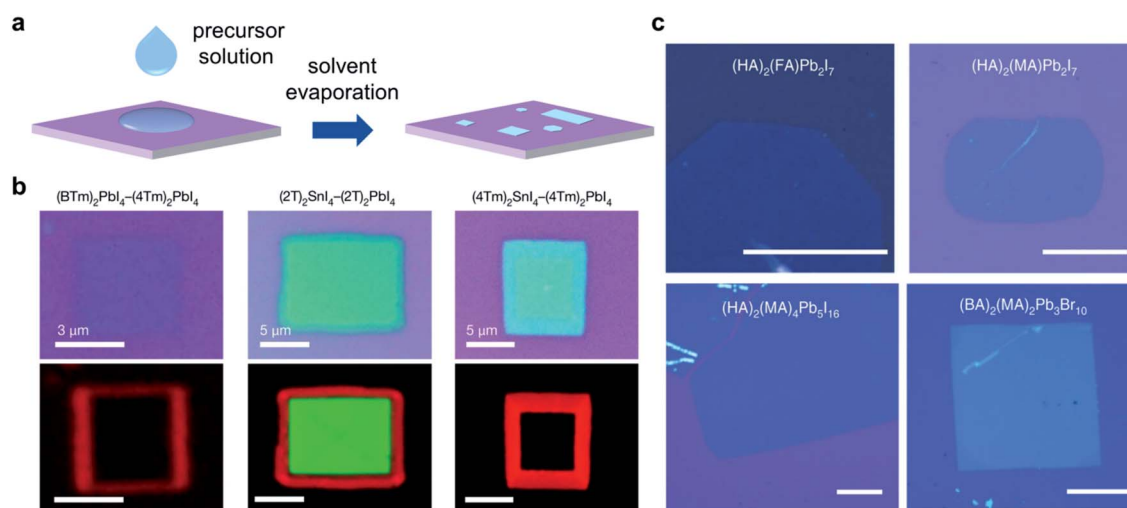 a
precursor
solution
solvent
evaporation
b
(BTm)₂PbI₄–(4Tm)₂PbI₄
(2T)₂SnI₄–(2T)₂PbI₄
(4Tm)₂SnI₄–(4Tm)₂PbI₄
3 µm
5 µm
5 µm
c
(HA)₂(FA)Pb₂I₇
(HA)₂(MA)Pb₂I₇
(HA)₂(MA)₄Pb₅I₁₆
(BA)₂(MA)₂Pb₃Br₁₀